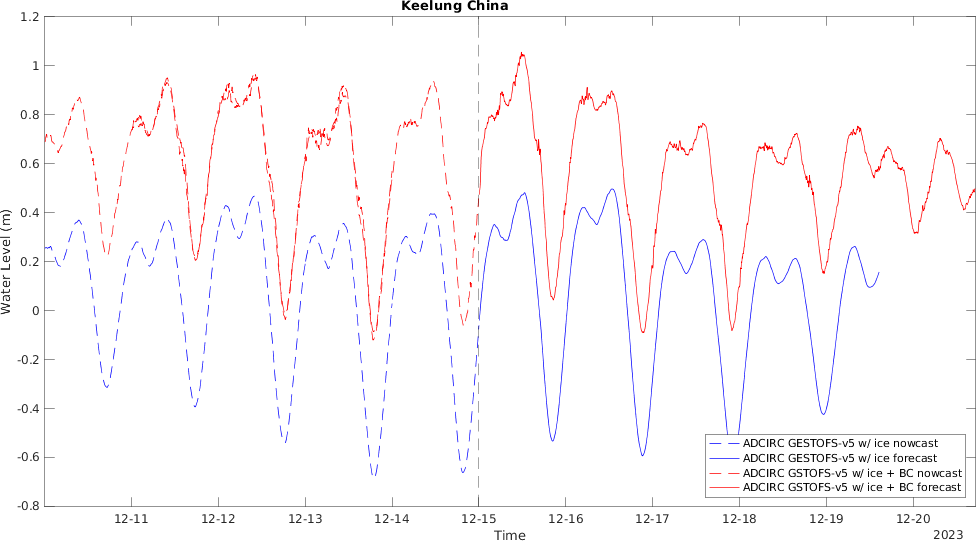 Keelung China
1.2
1
0.8
0.6
0.4
0.2
0
-0.2
-0.4
-0.6
-0.8
Water Level (m)
12-11 12-12 12-13 12-14 12-15 12-16 12-17 12-18 12-19 12-20
Time
2023
ADCIRC GESTOFS-v5 w/ ice nowcast
ADCIRC GESTOFS-v5 w/ ice forecast
ADCIRC GSTOFS-v5 w/ ice + BC nowcast
ADCIRC GSTOFS-v5 w/ ice + BC forecast